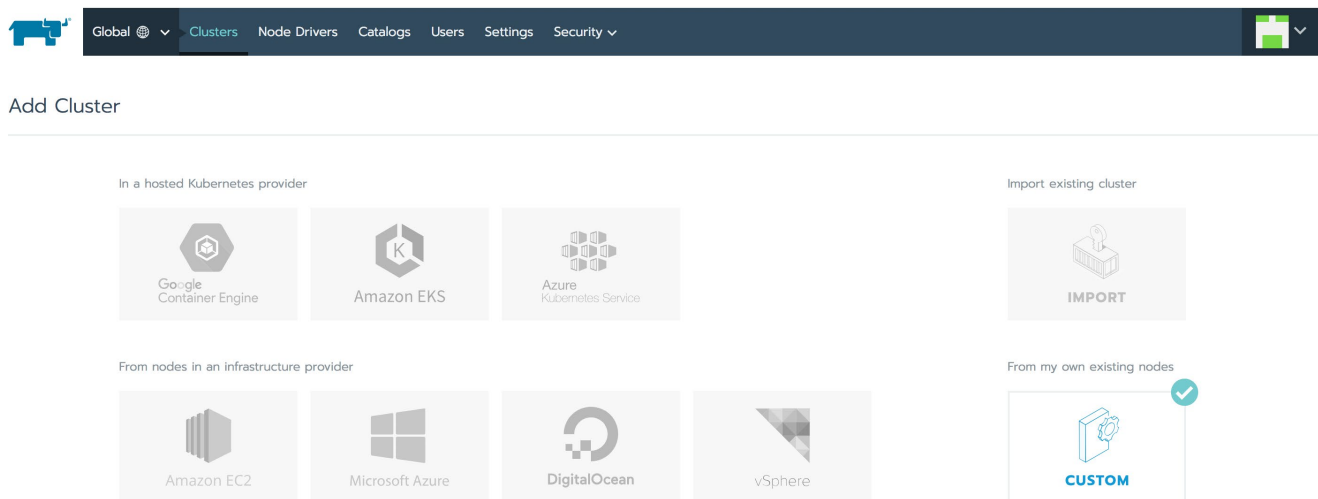 Global Clusters Node Drivers Catalogs Users Settings Security
Add Cluster
In a hosted Kubernetes provider
Import existing cluster
Google
Container Engine
K
Amazon EKS
Azure
Kubernetes Service
IMPORT
From nodes in an infrastructure provider
From my own existing nodes
Amazon EC2
Microsoft Azure
DigitalOcean
vSphere
CUSTOM